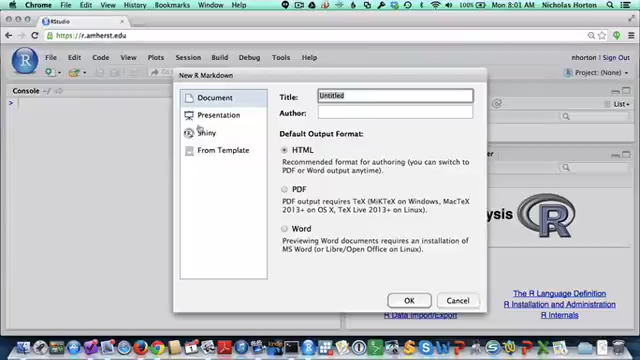 Chrome File Edit View History Bookmarks Window Help
Mon 8:01 AM Nicholas Horton
RStudio
https://r.amherst.edu
File Edit Code View Plots Session Build Debug Tools Help
nhorton | Sign Out
Project: (None)
Console ~/
>
List
New R Markdown
Document
Presentation
Shiny
From Template
Title: Untitled
Author:
Default Output Format:
HTML
Recommended format for authoring (you can switch
to PDF or Word output anytime).
PDF
PDF output requires TeX (MiKTeX on Windows, MacTeX
2013+ on OS X, TeX Live 2013+ on Linux).
Word
Previewing Word documents requires an installation of
MS Word (or Libre/Open Office on Linux).
OK Cancel
ysis
R
The R Language Definition
R Data Import/Export
R Internals